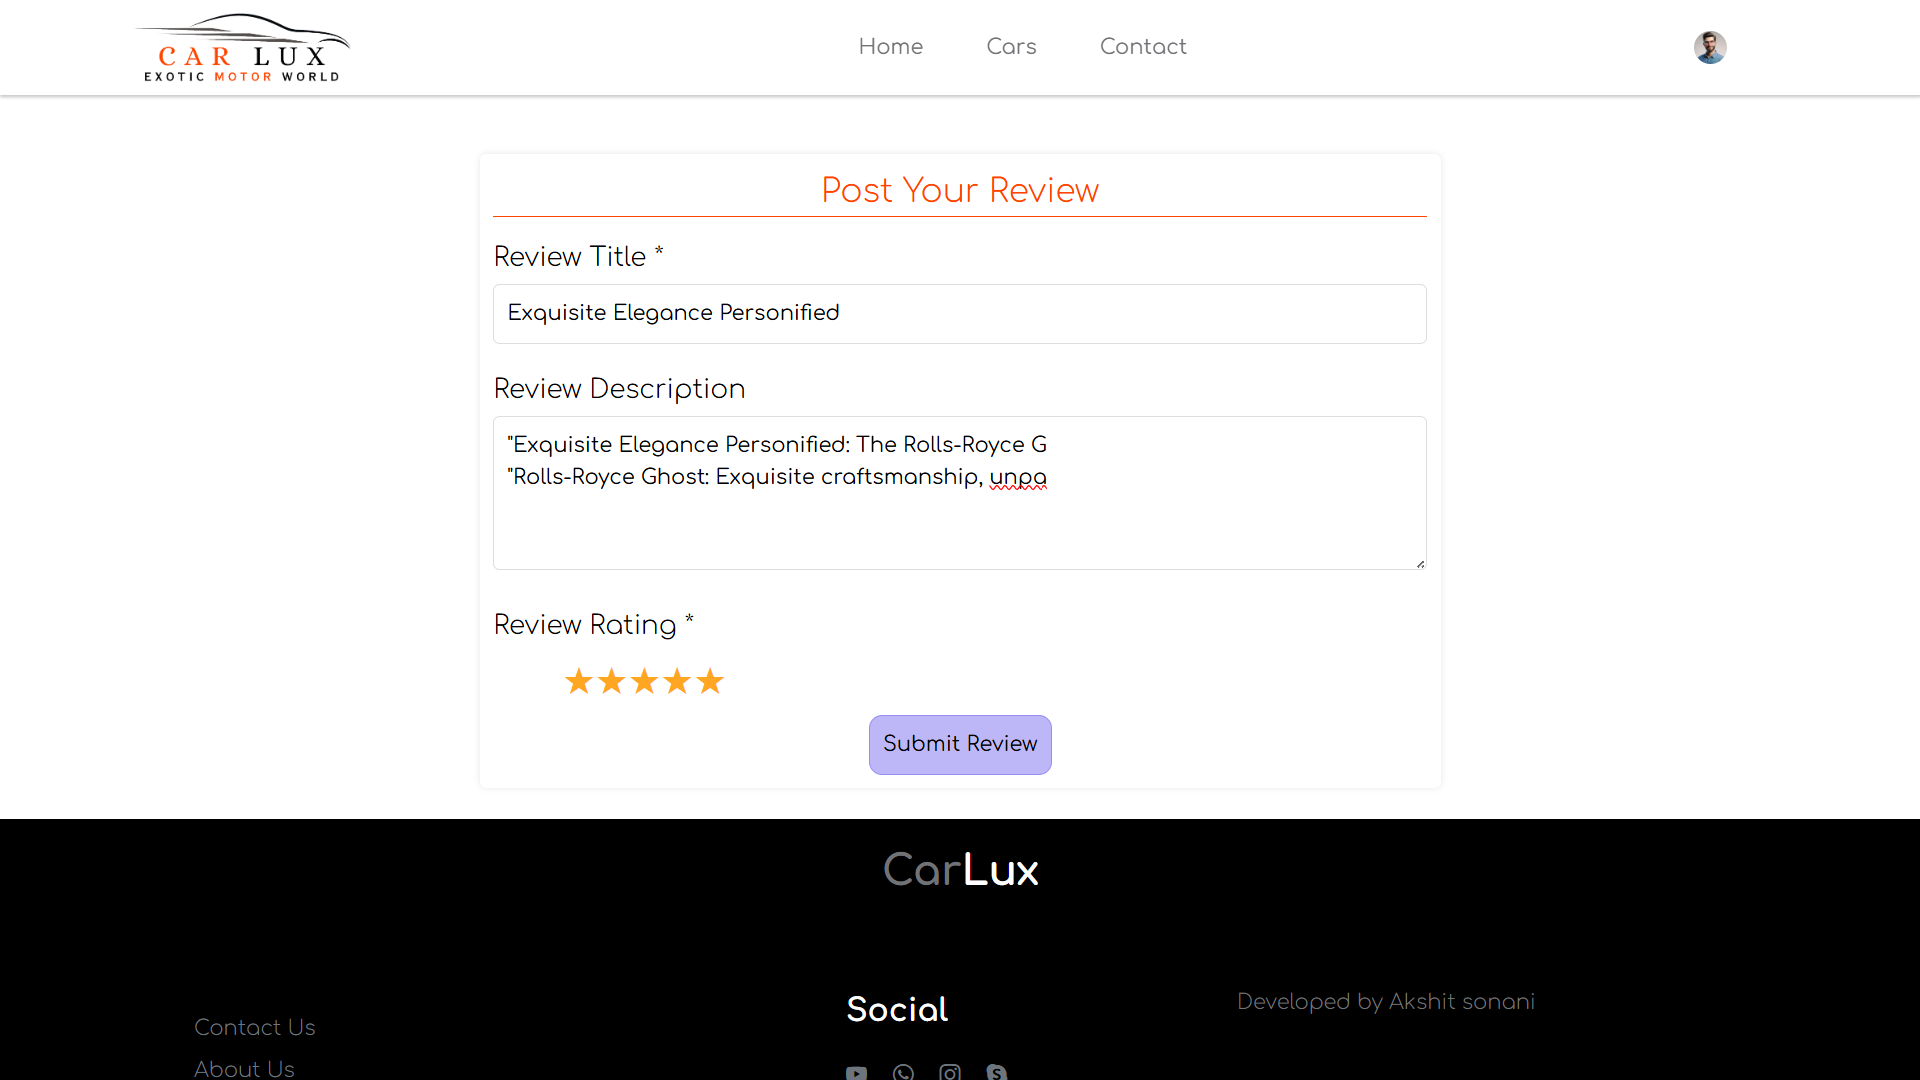 CAR LUX
EXOTIC MOTOR WORLD
Home
Cars
Contact
Post Your Review
Review Title *
Exquisite Elegance Personified
Review Description
"Exquisite Elegance Personified: The Rolls-Royce G
"Rolls-Royce Ghost: Exquisite craftsmanship, unpa
Review Rating *
Submit Review
CarLux
Contact Us
About Us
Social
Developed by Akshit sonani